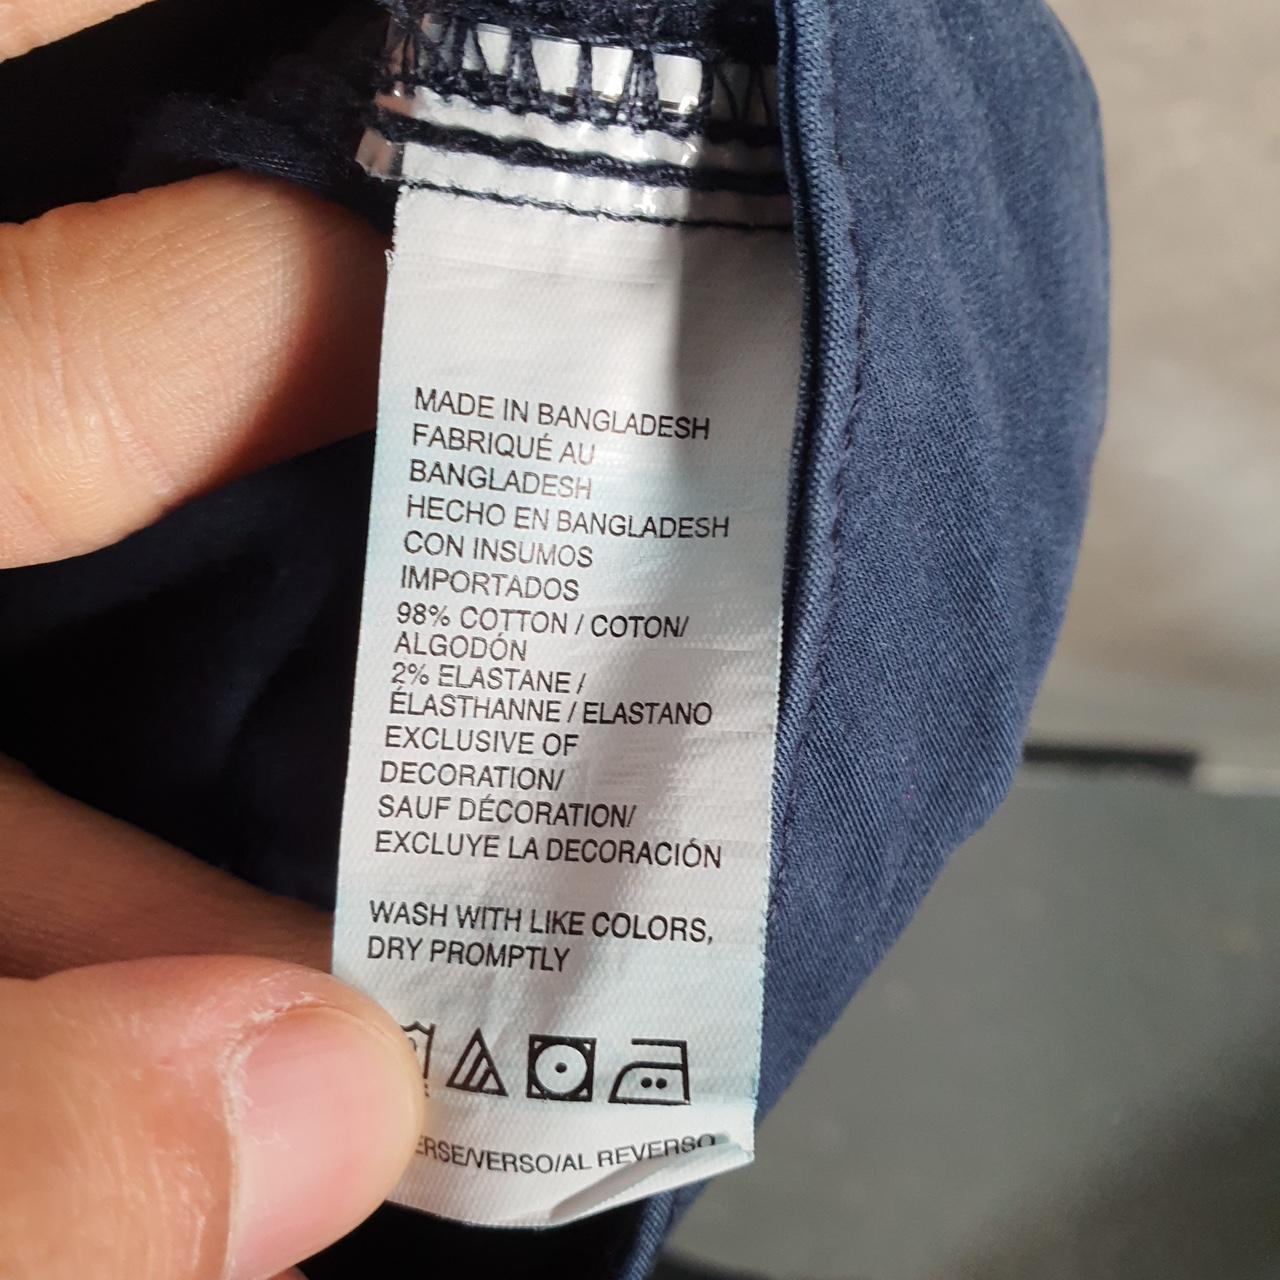 MADE IN BANGLADESH
FABRIQUÉ AU
BANGLADESH
HECHO EN BANGLADESH
CON INSUMOS
IMPORTADOS
98% COTTON / COTON/
ALGODÓN
2% ELASTANE /
ÉLASTHANNE / ELASTANO
EXCLUSIVE OF
DECORATION/
SAUF DÉCORATION/
EXCLUYE LA DECORACIÓN
WASH WITH LIKE COLORS,
DRY PROMPTLY
ERSE/VERSO/AL REVERSO